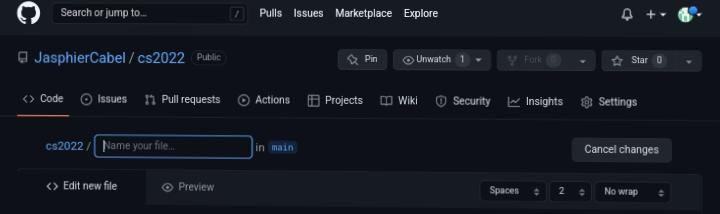 Search or jump to... / Pulls Issues Marketplace Explore
JasphierCabel / cs2022 Public Pin Unwatch 1 Fork 0 Star 0
<> Code Issues Pull requests Actions Projects Wiki Security Insights Settings
cs2022 / Name your file... in main Cancel changes
<> Edit new file Preview Spaces 2 No wrap